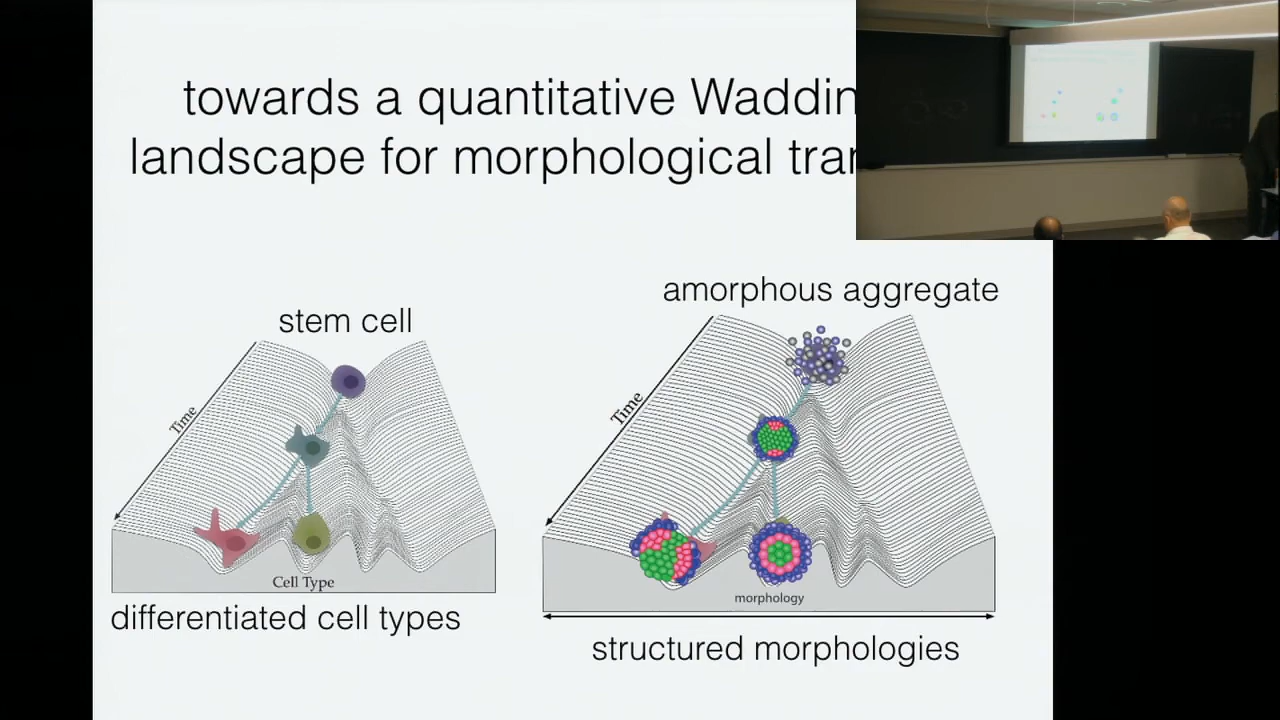 towards a quantitative Waddin
landscape for morphological tran
amorphous aggregate
stem cell
Time
Time
Cell Type
morphology
differentiated cell types
structured morphologies